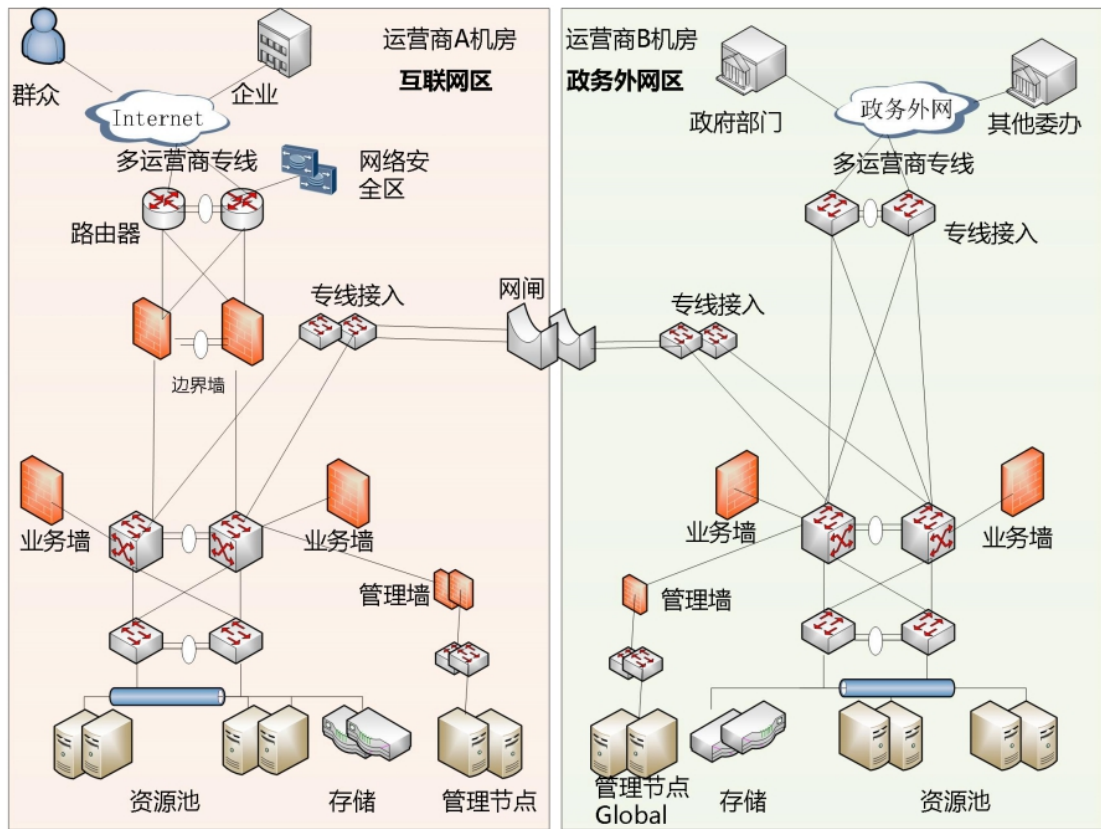 运营商A机房
互联网区
群众
企业
Internet
多运营商专线
网络安
全区
路由器
专线接入
边界墙
业务墙
业务墙
管理墙
资源池
存储
管理节点
网闸
运营商B机房
政务外网区
政府部门
政务外网
其他委办
多运营商专线
专线接入
专线接入
业务墙
业务墙
管理墙
管理节点
Global
存储
资源池